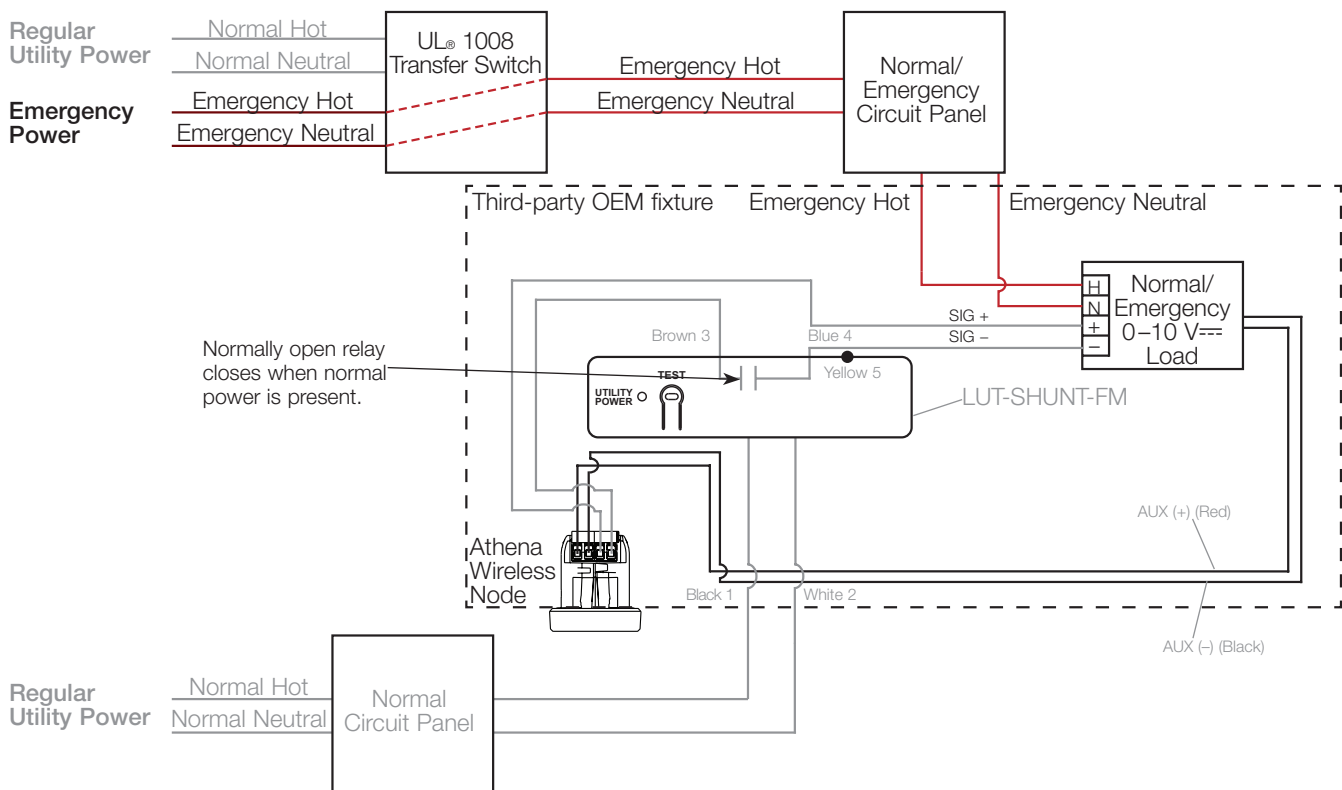 Regular
Utility Power
Normal Hot
Normal Neutral
UL® 1008
Transfer Switch
Emergency
Power
Emergency Hot
Emergency Neutral
Emergency Hot
Emergency Neutral
Normal/
Emergency
Circuit Panel
Third-party OEM fixture
Emergency Hot
Emergency Neutral
H
N
+
–
Normal/
Emergency
0–10 V⎓
Load
SIG +
SIG –
Brown 3
Blue 4
Yellow 5
Normally open relay
closes when normal
power is present.
TEST
UTILITY
POWER
LUT-SHUNT-FM
AUX (+) (Red)
Athena
Wireless
Node
Black 1
White 2
AUX (–) (Black)
Regular
Utility Power
Normal Hot
Normal Neutral
Normal
Circuit Panel